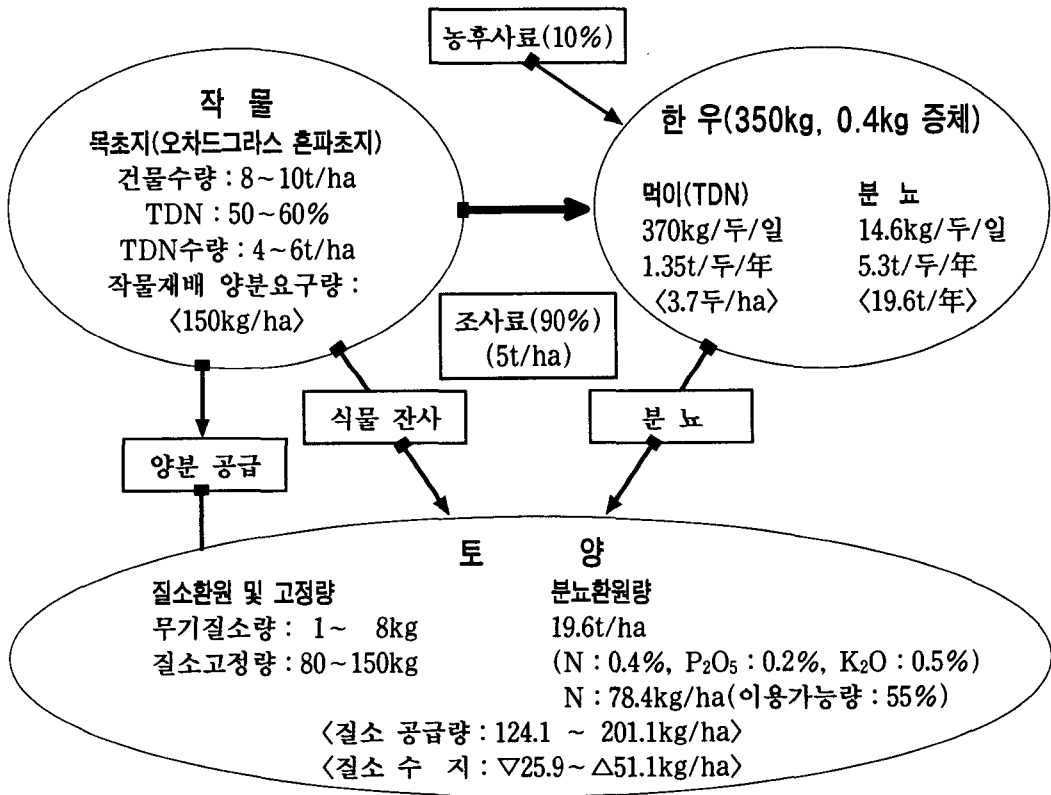 농후사료(10%)
작 물
목초지(오차드그라스 혼파초지)
건물수량 : 8~10t/ha
TDN : 50~60%
TDN수량 : 4~6t/ha
작물재배 양분요구량 :
〈150kg/ha〉
한 우(350kg, 0.4kg 증체)
먹이(TDN) 분 뇨
370kg/두/일 14.6kg/두/일
1.35t/두/年 5.3t/두/年
〈3.7두/ha〉 〈19.6t/年〉
조사료(90%)
(5t/ha)
식물 잔사
분 뇨
양분 공급
토 양
질소환원 및 고정량 분뇨환원량
무기질소량 : 1~ 8kg 19.6t/ha
질소고정량 : 80~150kg (N : 0.4%, P₂O₅ : 0.2%, K₂O : 0.5%)
N : 78.4kg/ha(이용가능량 : 55%)
〈질소 공급량 : 124.1 ~ 201.1kg/ha〉
〈질소 수 지 : ▽25.9~△51.1kg/ha〉